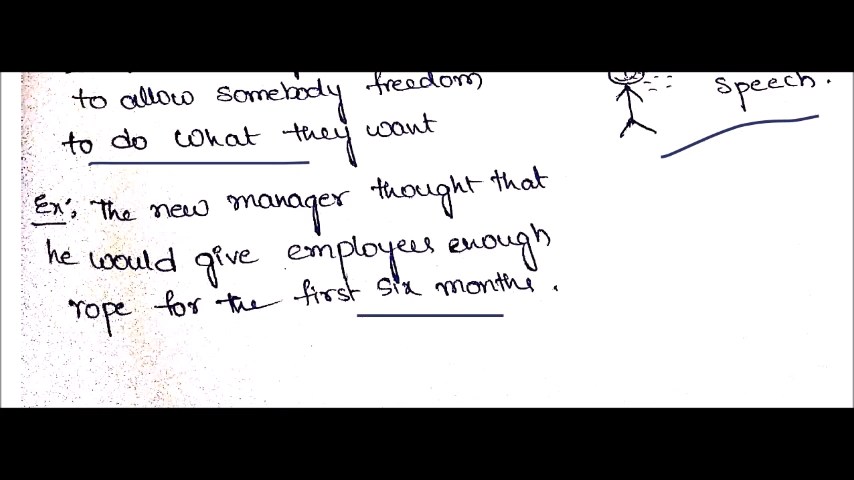 to allow somebody freedom
to do what they want
speech.
Ex: The new manager thought that
he would give employees enough
rope for the first six months.